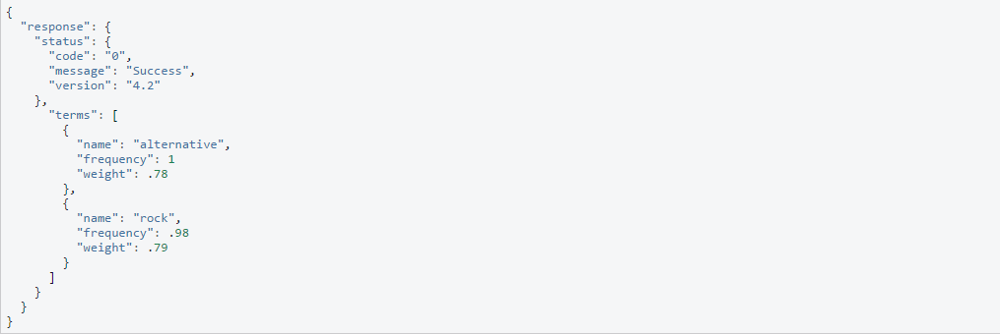 {
  "response": {
    "status": {
      "code": "0",
      "message": "Success",
      "version": "4.2"
    },
      "terms": [
        {
          "name": "alternative",
          "frequency": 1
          "weight": .78
        },
        {
          "name": "rock",
          "frequency": .98
          "weight": .79
        }
      ]
    }
  }
}